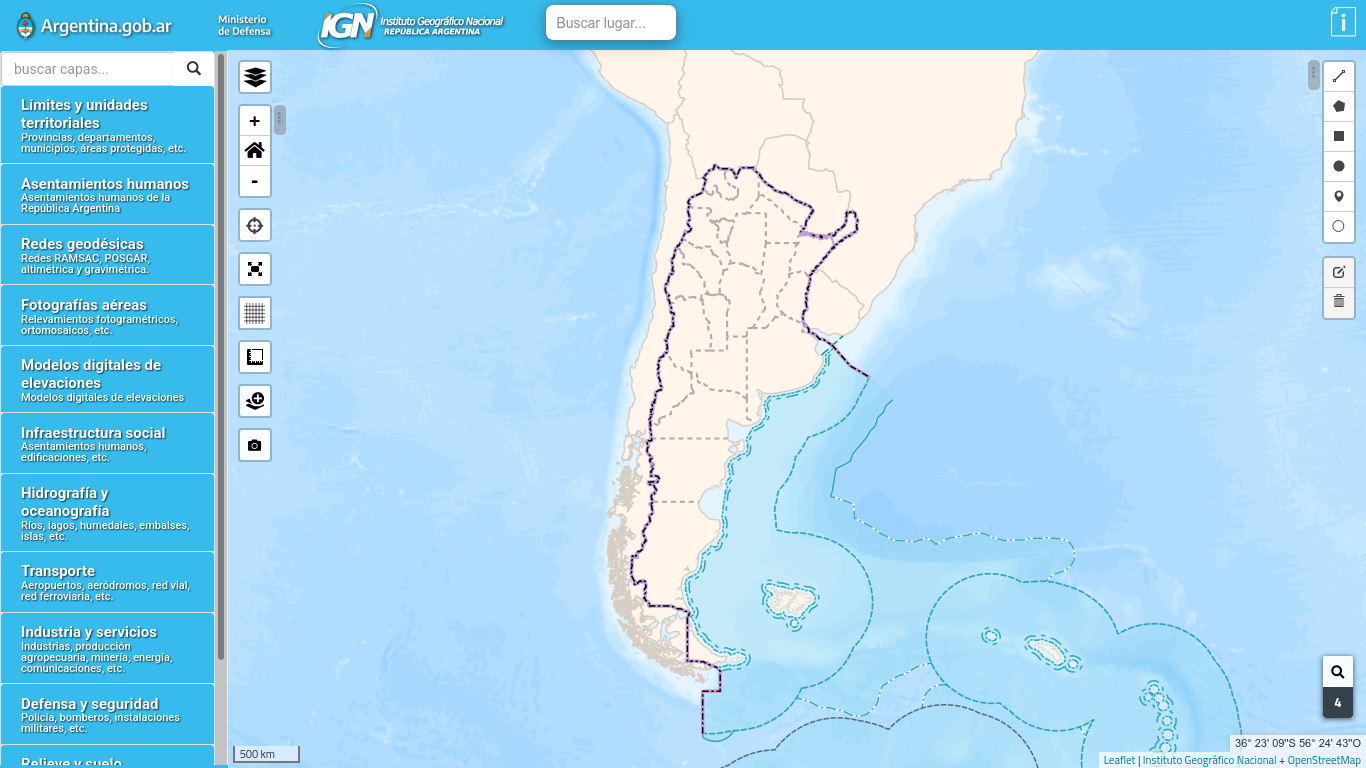 Argentina.gob.ar
Ministerio
de Defensa
IGN
Instituto Geográfico Nacional
REPÚBLICA ARGENTINA
Buscar lugar...
i
buscar capas...
Límites y unidades
territoriales
Provincias, departamentos,
municipios, áreas protegidas, etc.
Asentamientos humanos
Asentamientos humanos de la
República Argentina
Redes geodésicas
Redes RAMSAC, POSGAR,
altimétrica y gravimétrica.
Fotografías aéreas
Relevamientos fotogramétricos,
ortomosaicos, etc.
Modelos digitales de
elevaciones
Modelos digitales de elevaciones
Infraestructura social
Asentamientos humanos,
edificaciones, etc.
Hidrografía y
oceanografía
Ríos, lagos, humedales, embalses,
islas, etc.
Transporte
Aeropuertos, aeródromos, red vial,
red ferroviaria, etc.
Industria y servicios
Industrias, producción
agropecuaria, minería, energía,
comunicaciones, etc.
Defensa y seguridad
Policía, bomberos, instalaciones
militares, etc.
Relieve y suelo
+
-
500 km
4
36° 23' 09"S 56° 24' 43"O
Leaflet | Instituto Geográfico Nacional + OpenStreetMap